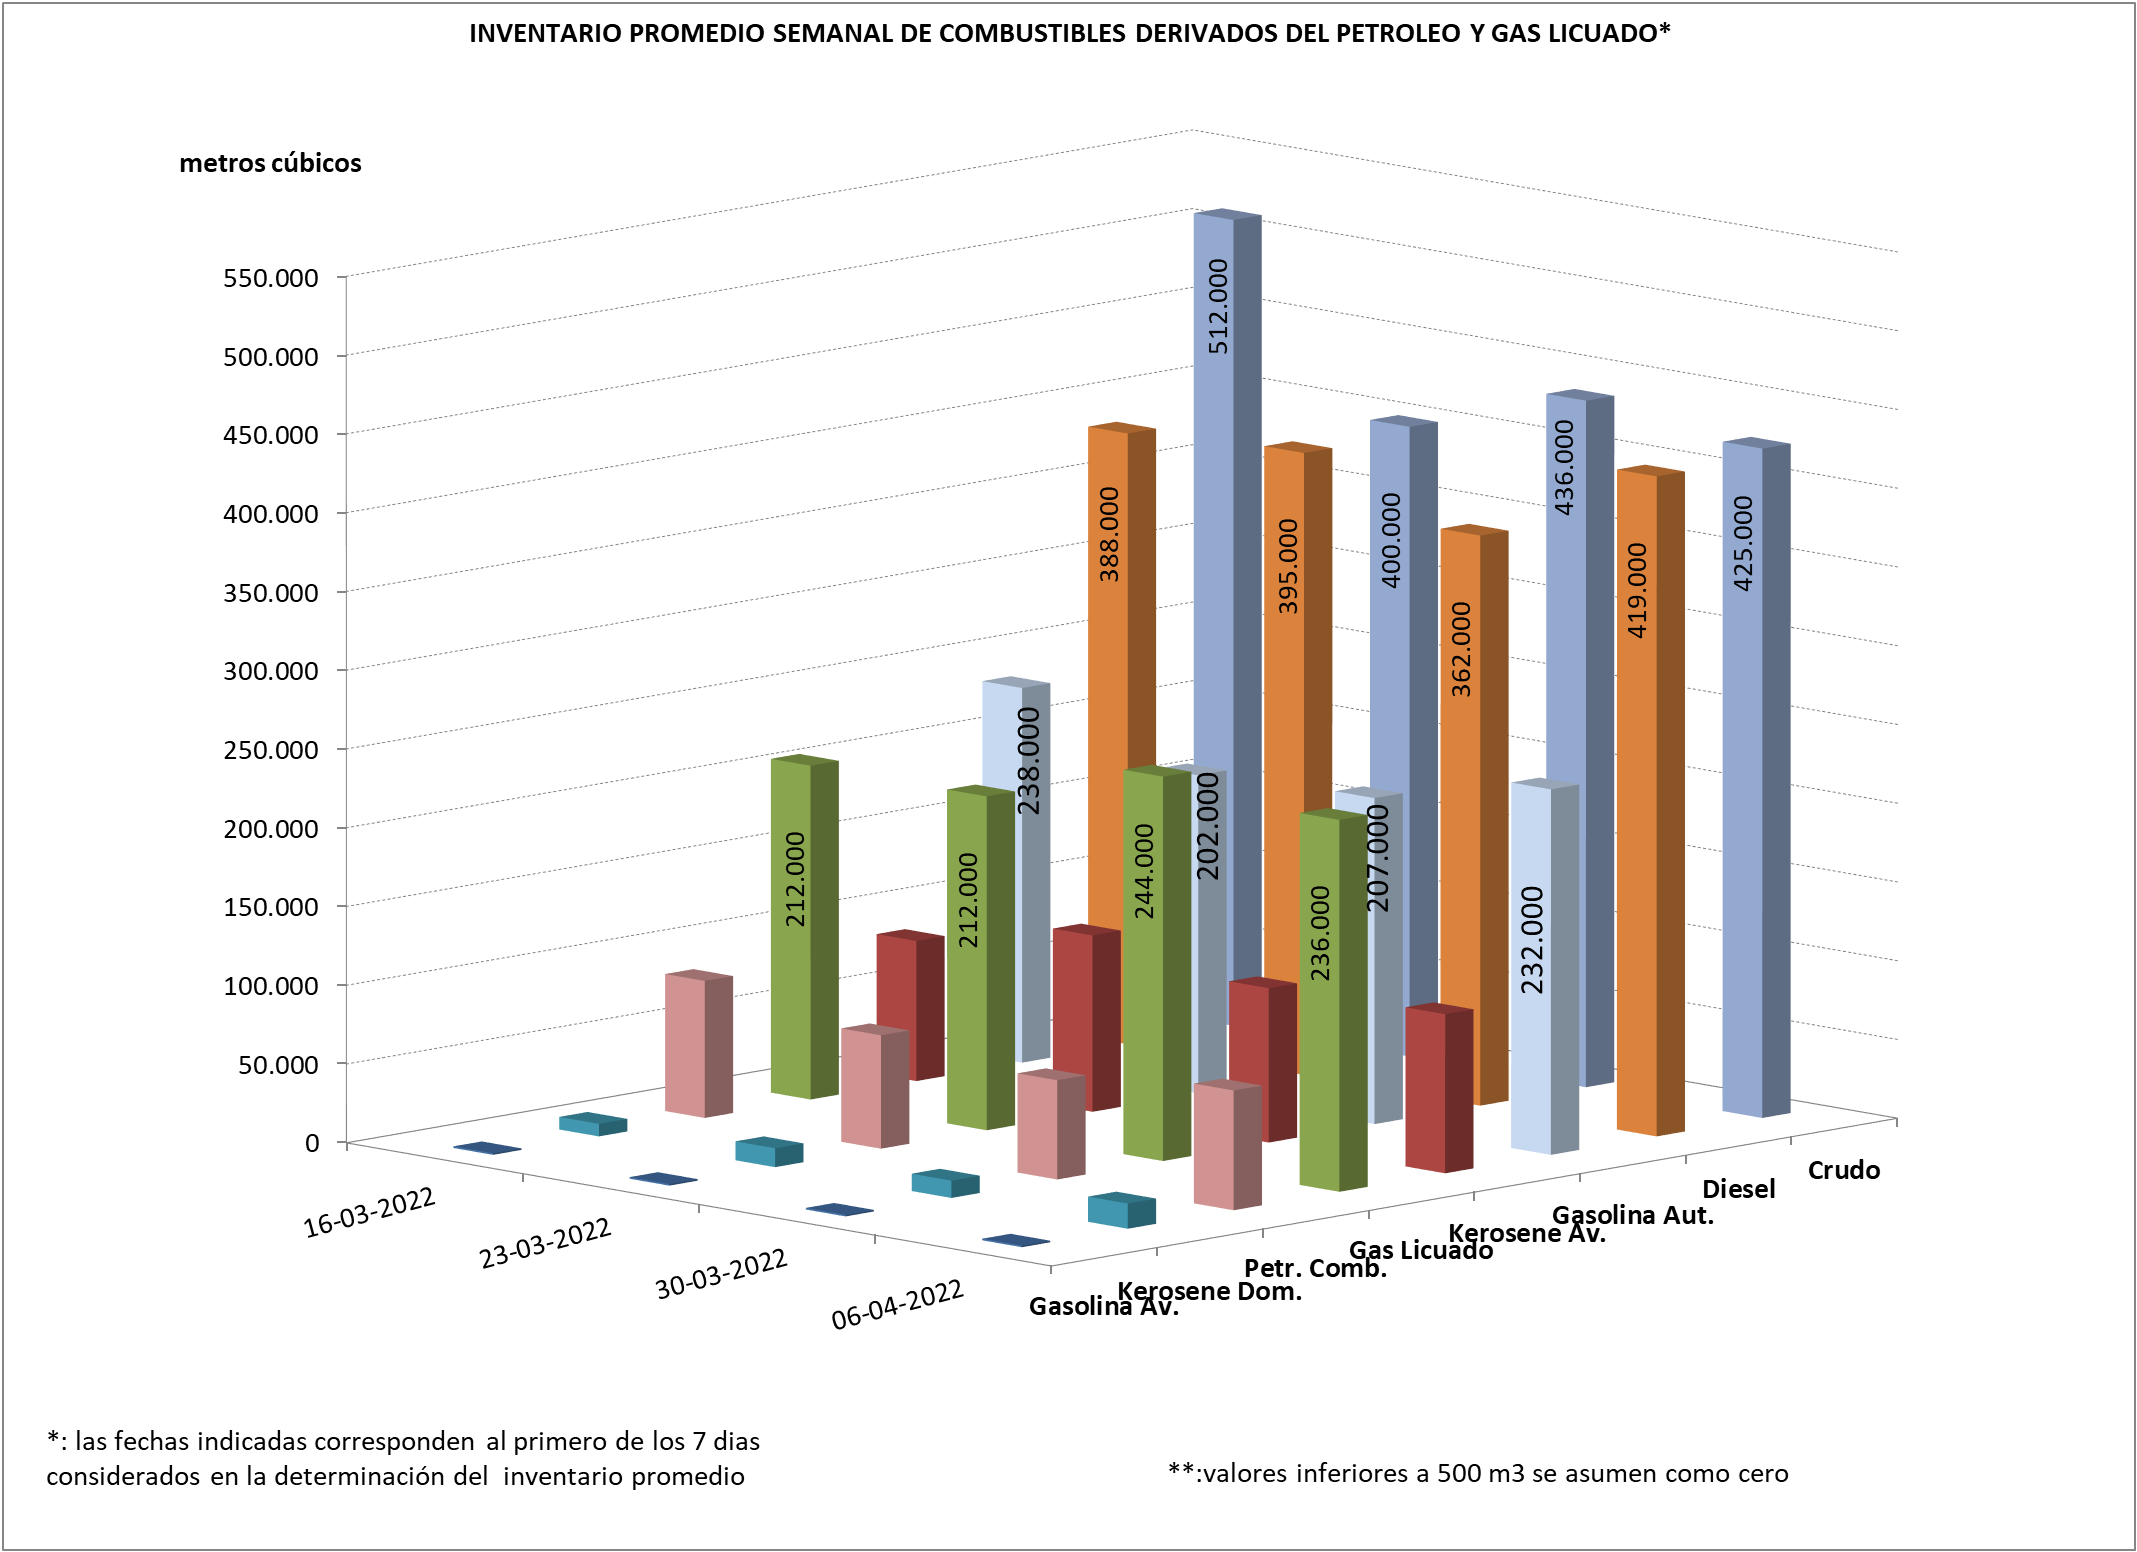 INVENTARIO PROMEDIO SEMANAL DE COMBUSTIBLES DERIVADOS DEL PETROLEO Y GAS LICUADO*
metros cúbicos
550.000
500.000
450.000
400.000
350.000
300.000
250.000
200.000
150.000
100.000
50.000
0
512.000
400.000
436.000
425.000
388.000
395.000
362.000
419.000
238.000
202.000
207.000
232.000
212.000
212.000
244.000
236.000
16-03-2022
23-03-2022
30-03-2022
06-04-2022
Gasolina Av.
Kerosene Dom.
Petr. Comb.
Gas Licuado
Kerosene Av.
Gasolina Aut.
Diesel
Crudo
*: las fechas indicadas corresponden al primero de los 7 dias
considerados en la determinación del inventario promedio
**:valores inferiores a 500 m3 se asumen como cero